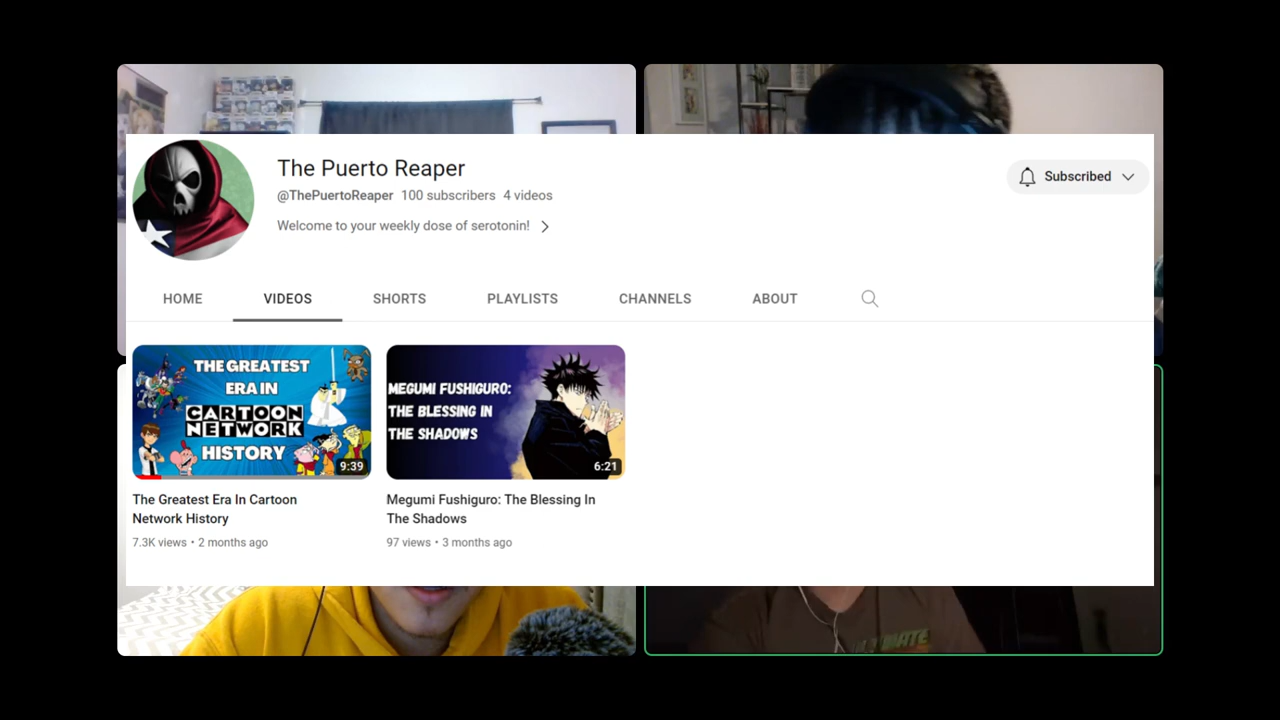 The Puerto Reaper
@ThePuertoReaper 100 subscribers 4 videos
Welcome to your weekly dose of serotonin!
Subscribed
HOME VIDEOS SHORTS PLAYLISTS CHANNELS ABOUT
THE GREATEST
ERA IN
CARTOON
NETWORK
HISTORY
9:39
MEGUMI FUSHIGURO:
THE BLESSING IN
THE SHADOWS
6:21
The Greatest Era In Cartoon
Network History
7.3K views • 2 months ago
Megumi Fushiguro: The Blessing In
The Shadows
97 views • 3 months ago